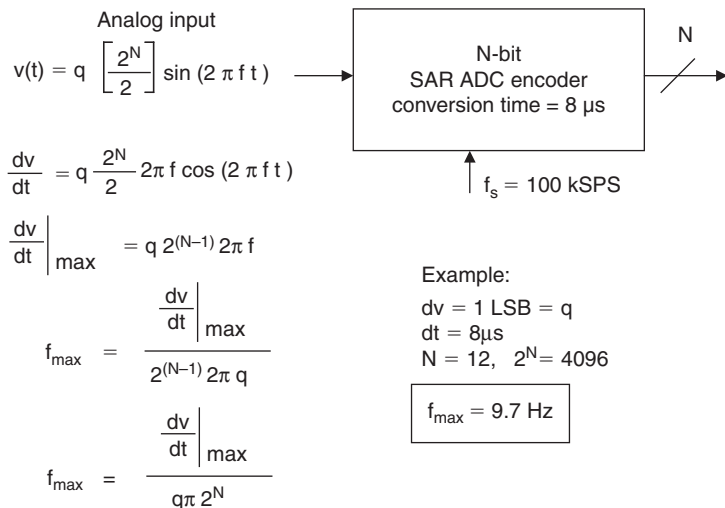 Analog input
v(t) = q [2^N / 2] sin (2 π f t )
N-bit
SAR ADC encoder
conversion time = 8 μs
N
f_s = 100 kSPS
dv/dt = q 2^N/2 2π f cos (2 π f t )
dv/dt |max = q 2^(N–1) 2π f
f_max = dv/dt |max / 2^(N–1) 2π q
f_max = dv/dt |max / qπ 2^N
Example:
dv = 1 LSB = q
dt = 8μs
N = 12, 2^N = 4096
f_max = 9.7 Hz